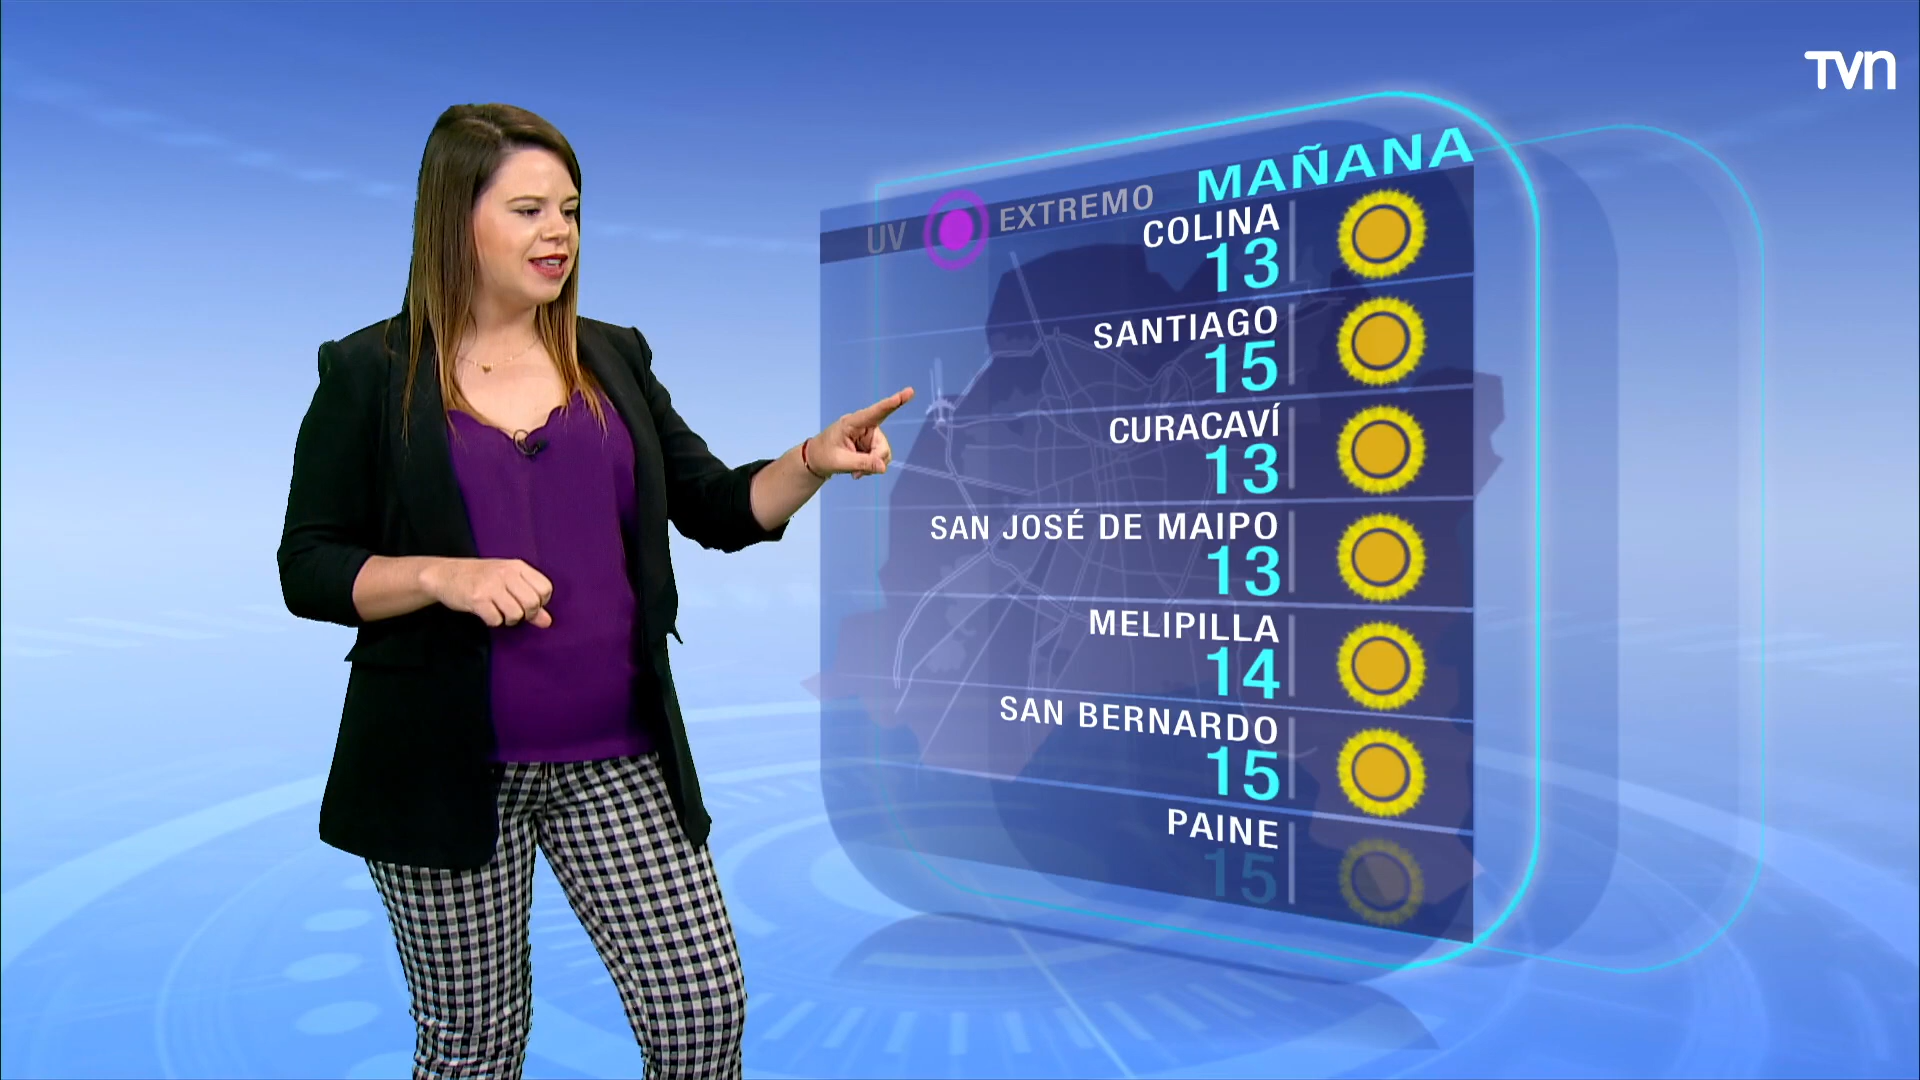 TVN
MAÑANA
UV EXTREMO
COLINA
13
SANTIAGO
15
CURACAVÍ
13
SAN JOSÉ DE MAIPO
13
MELIPILLA
14
SAN BERNARDO
15
PAINE
15